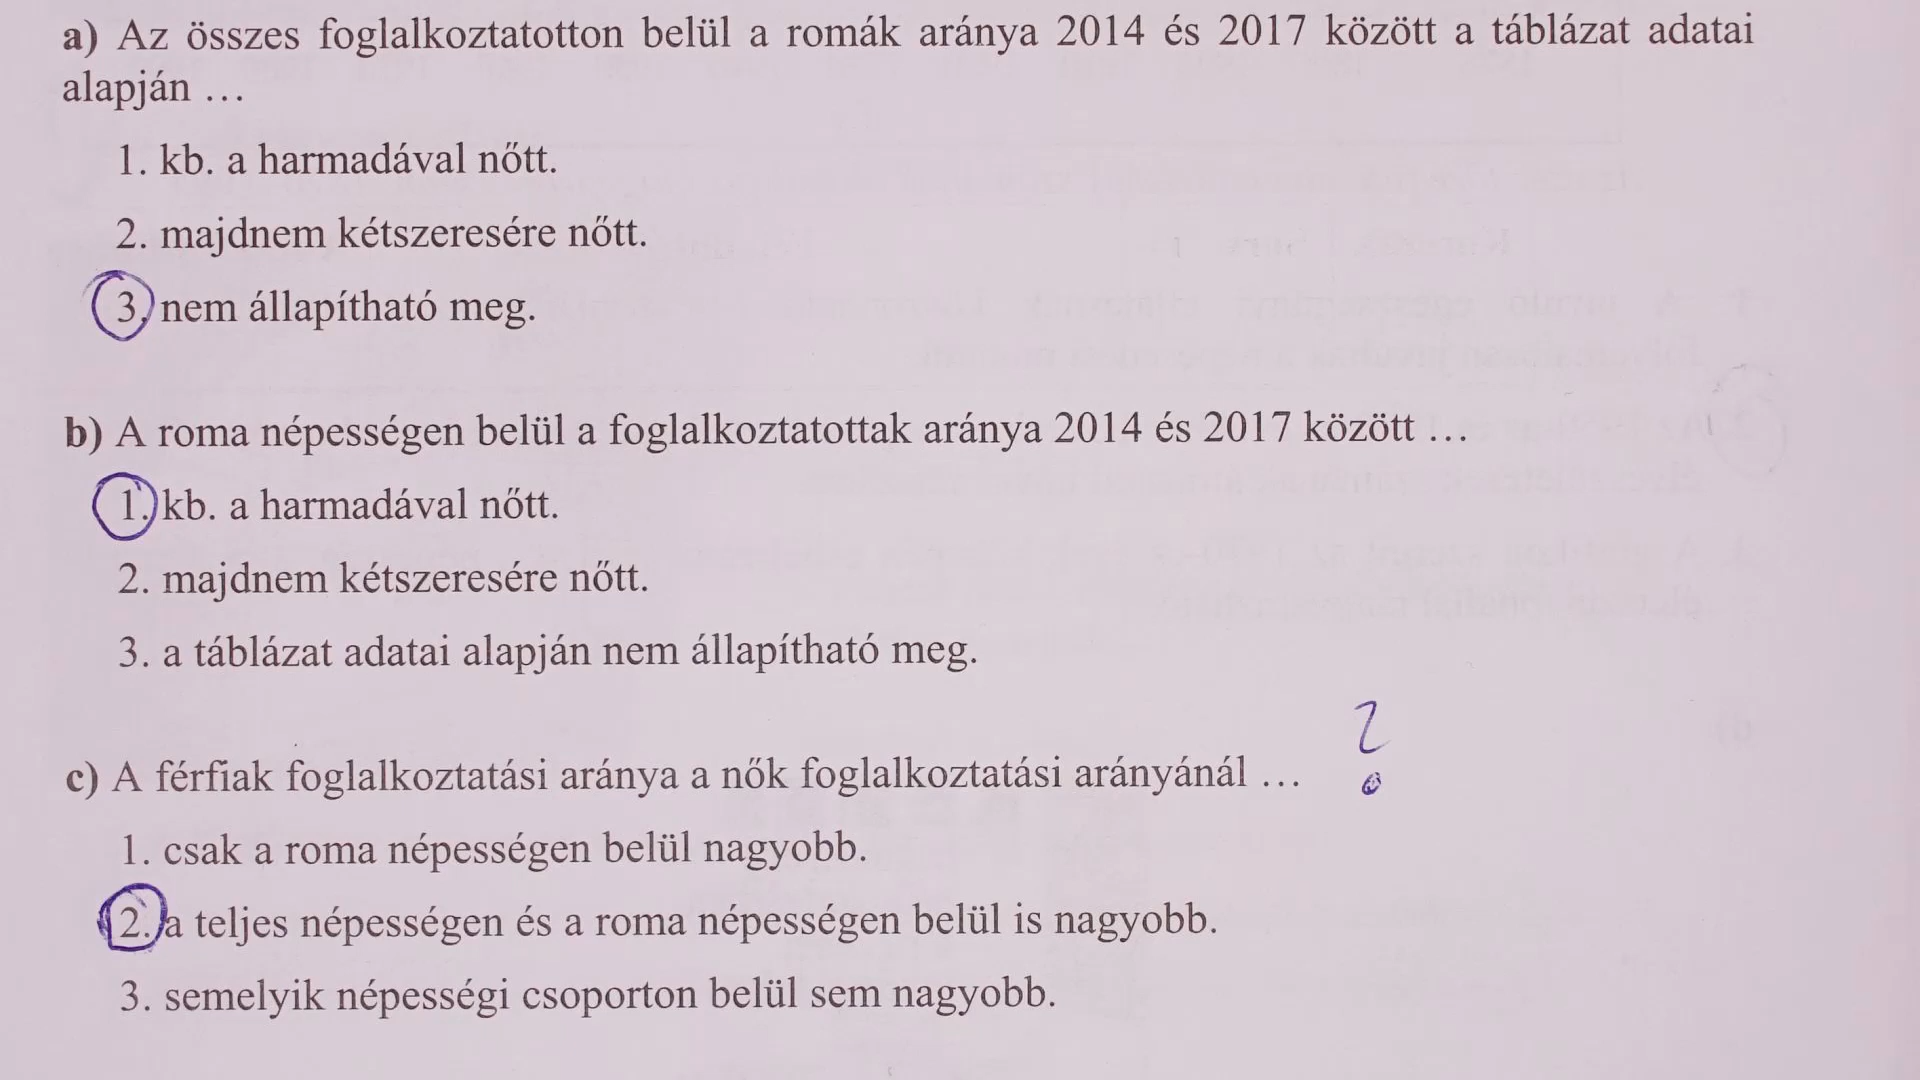 a) Az összes foglalkoztatotton belül a romák aránya 2014 és 2017 között a táblázat adatai
alapján …
1. kb. a harmadával nőtt.
2. majdnem kétszeresére nőtt.
3. nem állapítható meg.
b) A roma népességen belül a foglalkoztatottak aránya 2014 és 2017 között …
1. kb. a harmadával nőtt.
2. majdnem kétszeresére nőtt.
3. a táblázat adatai alapján nem állapítható meg.
?
c) A férfiak foglalkoztatási aránya a nők foglalkoztatási arányánál …
1. csak a roma népességen belül nagyobb.
2. a teljes népességen és a roma népességen belül is nagyobb.
3. semelyik népességi csoporton belül sem nagyobb.